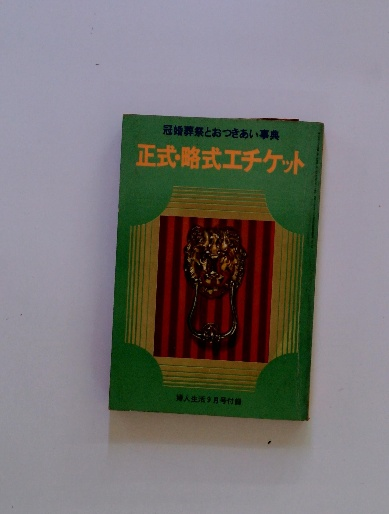 冠婚葬祭とおつきあい事典
正式・略式エチケット
婦人生活9月号付録